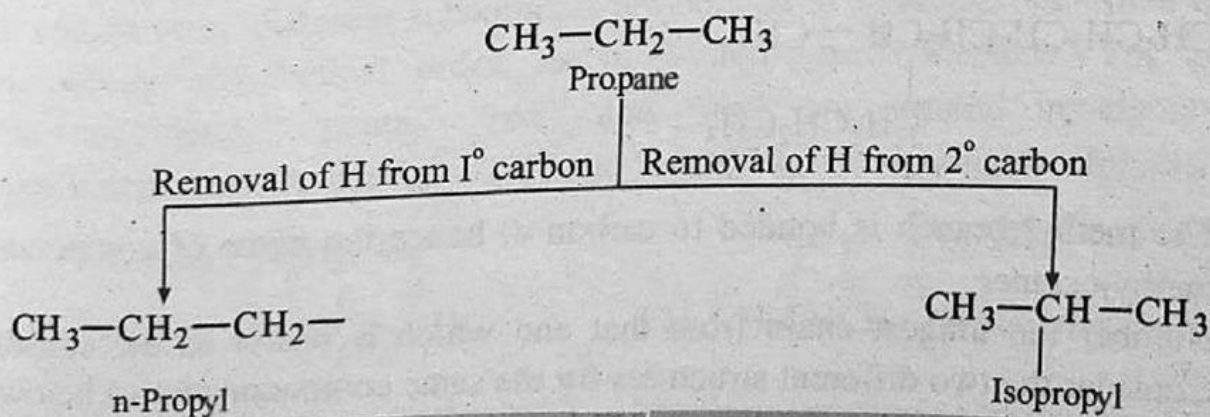 CH₃—CH₂—CH₃
Propane
Removal of H from I° carbon
Removal of H from 2° carbon
CH₃—CH₂—CH₂—
CH₃—CH—CH₃
n-Propyl
Isopropyl